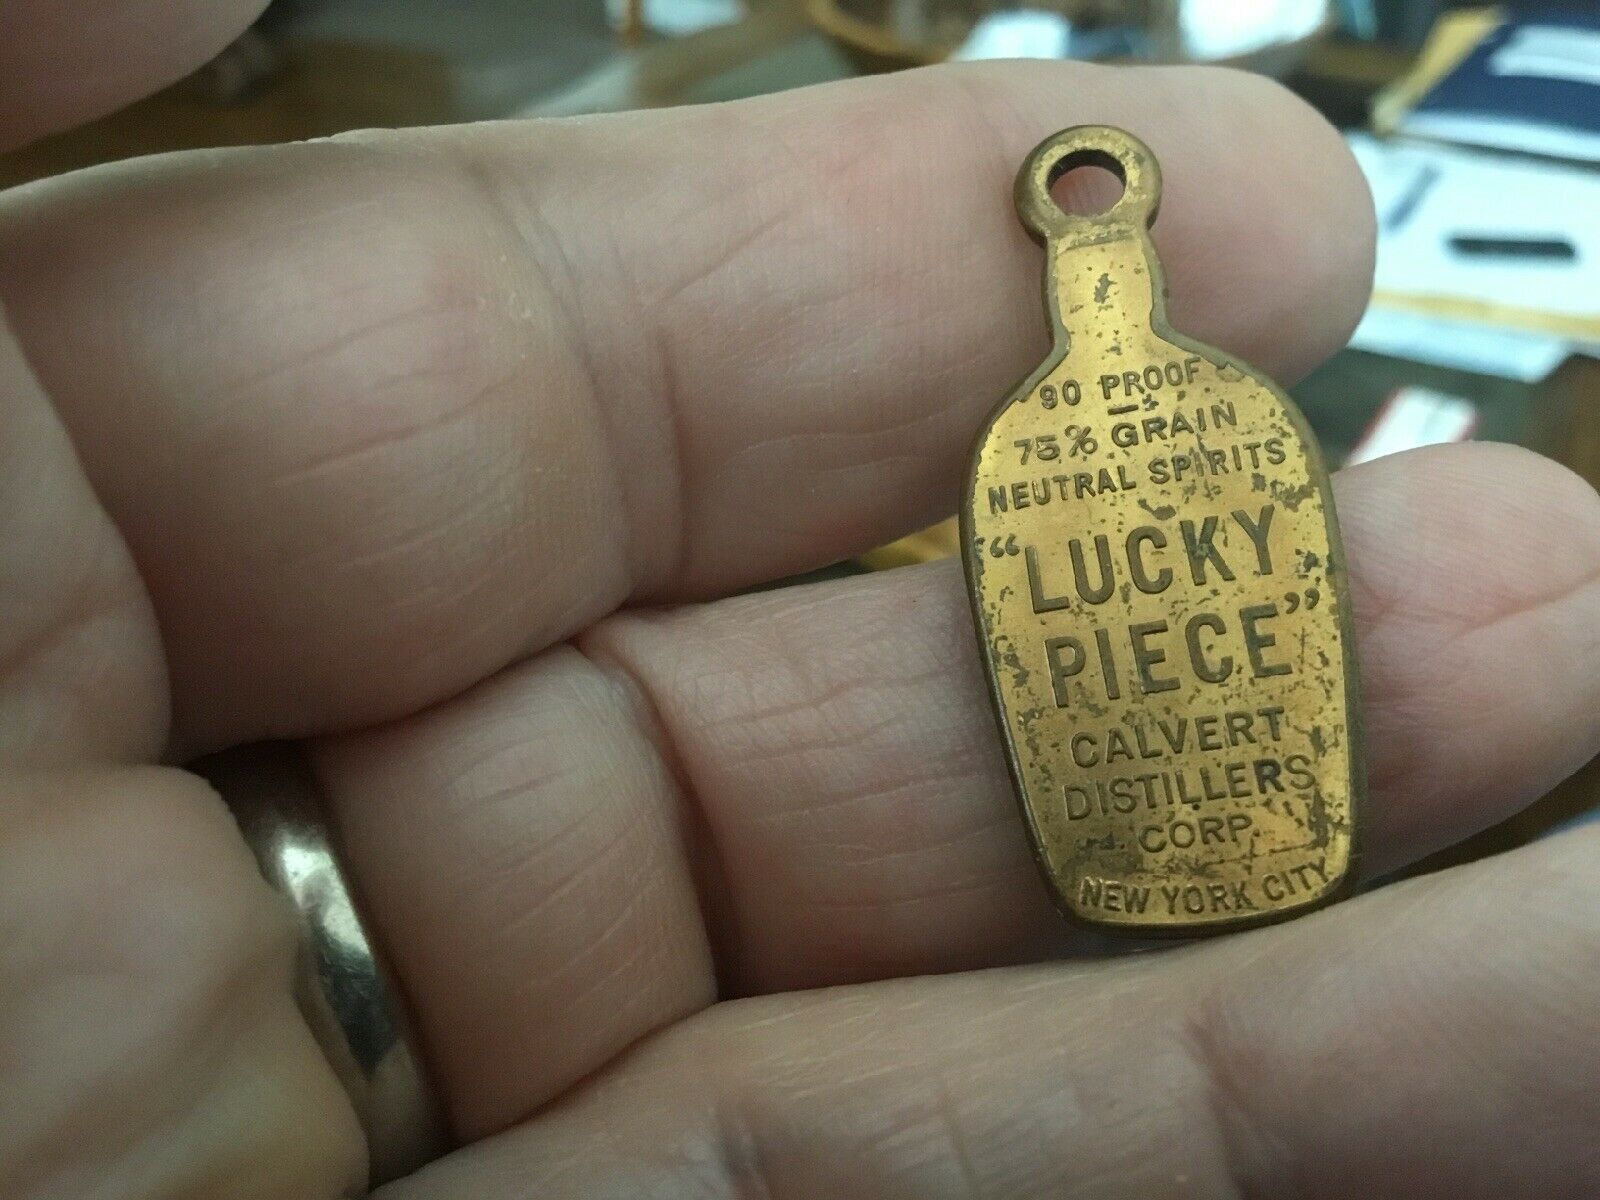 90 PROOF
75% GRAIN
NEUTRAL SPIRITS
"LUCKY
PIECE"
CALVERT
DISTILLERS
CORP.
NEW YORK CITY